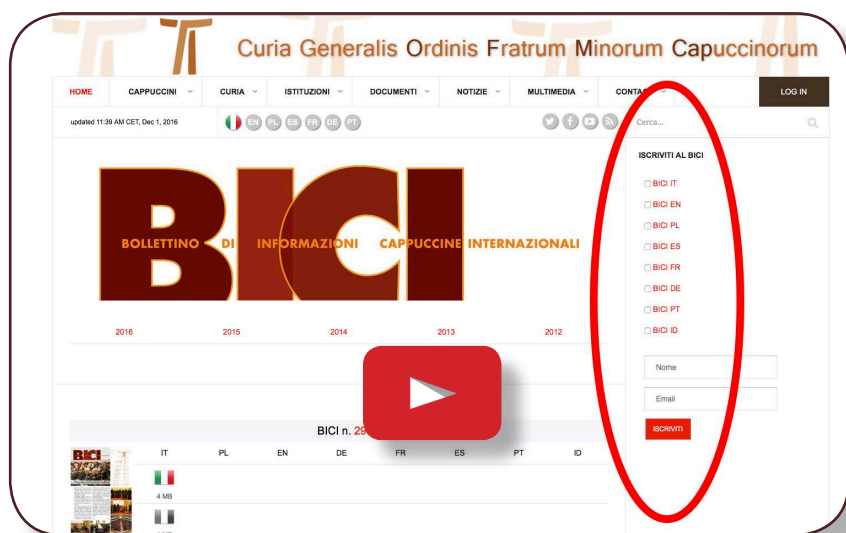 Curia Generalis Ordinis Fratrum Minorum Capuccinorum
HOME CAPPUCCINI CURIA ISTITUZIONI DOCUMENTI NOTIZIE MULTIMEDIA LOG IN
updated 11:39 AM CET, Dec 1, 2016 EN PL ES FR DE PT Cerca...
ISCRIVITI AL BICI
BICI IT
BICI EN
BICI PL
BICI ES
BICI FR
BICI DE
BICI PT
BICI ID
Nome
Email
ISCRIVITI
BICI
BOLLETTINO DI INFORMAZIONI CAPPUCCINE INTERNAZIONALI
2016 2015 2014 2013 2012
BICI n.
BICI
IT PL EN DE FR ES PT ID
4 MB